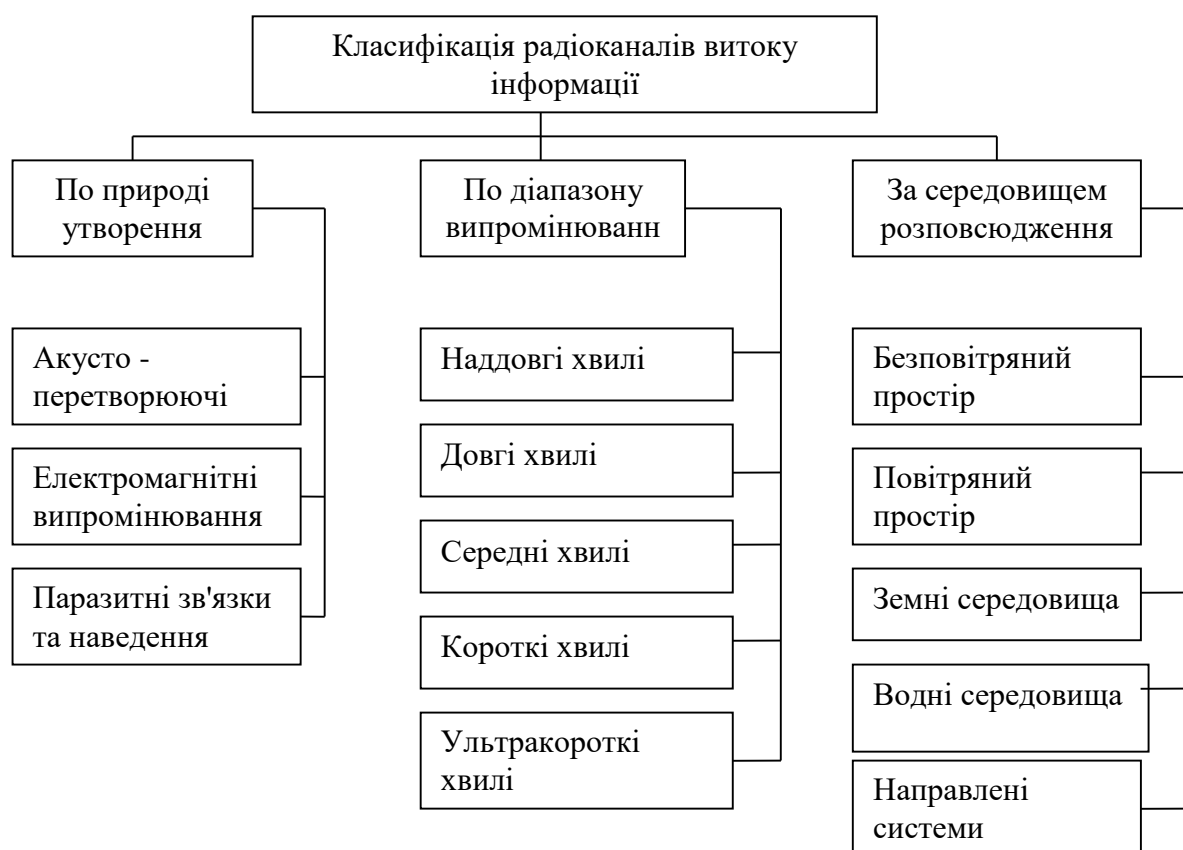 Класифікація радіоканалів витоку
інформації
По природі
утворення
По діапазону
випромінюванн
За середовищем
розповсюдження
Акусто -
перетворюючі
Електромагнітні
випромінювання
Паразитні зв'язки
та наведення
Наддовгі хвилі
Довгі хвилі
Середні хвилі
Короткі хвилі
Ультракороткі
хвилі
Безповітряний
простір
Повітряний
простір
Земні середовища
Водні середовища
Направлені
системи